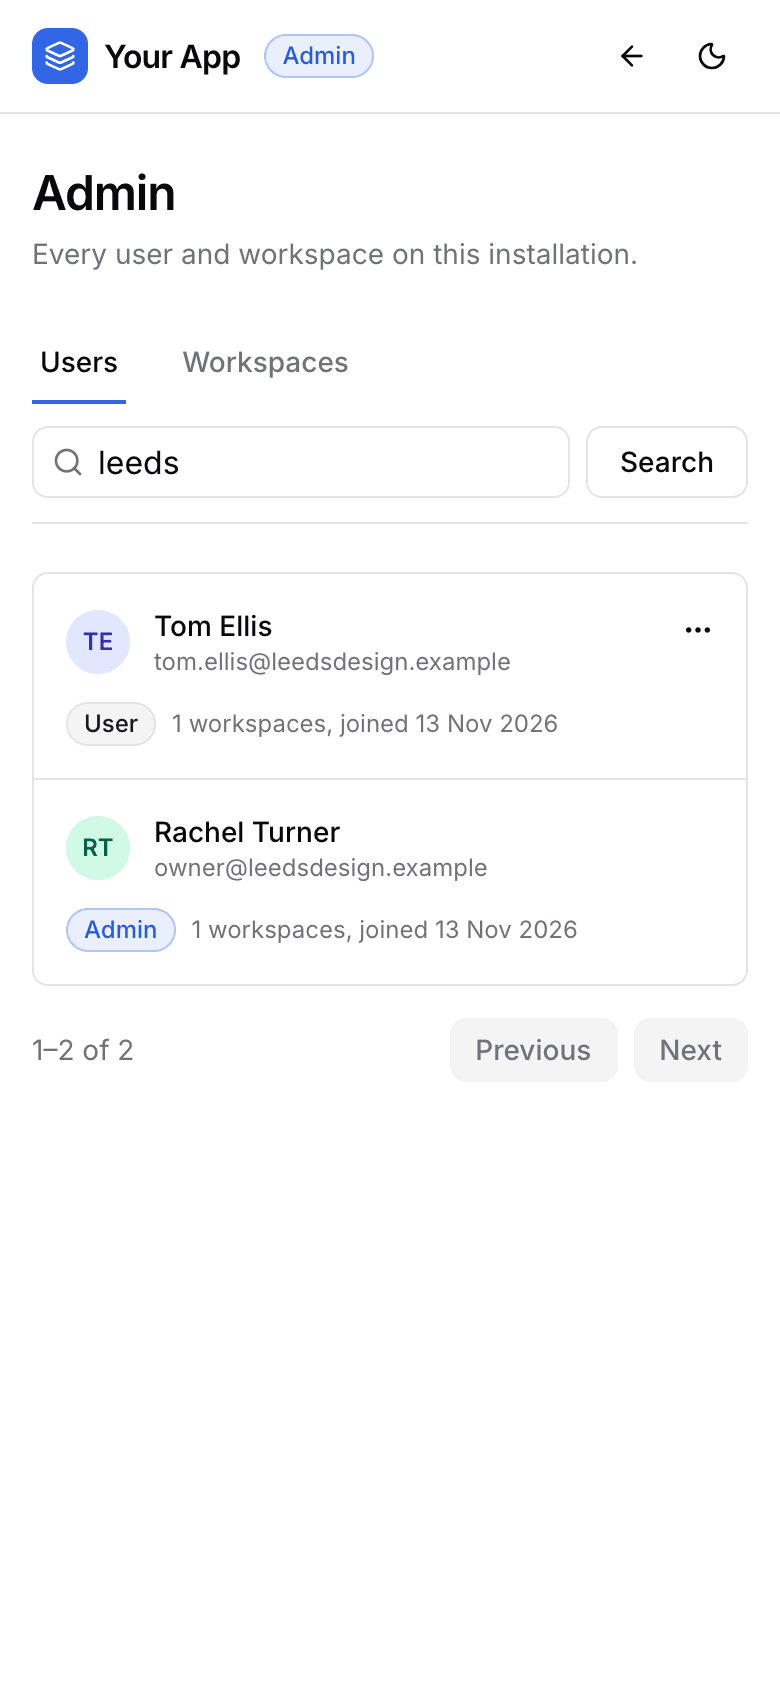 Your App Admin
Admin
Every user and workspace on this installation.
Users Workspaces
leeds Search
TE Tom Ellis
tom.ellis@leedsdesign.example
User 1 workspaces, joined 13 Nov 2026
RT Rachel Turner
owner@leedsdesign.example
Admin 1 workspaces, joined 13 Nov 2026
1–2 of 2 Previous Next